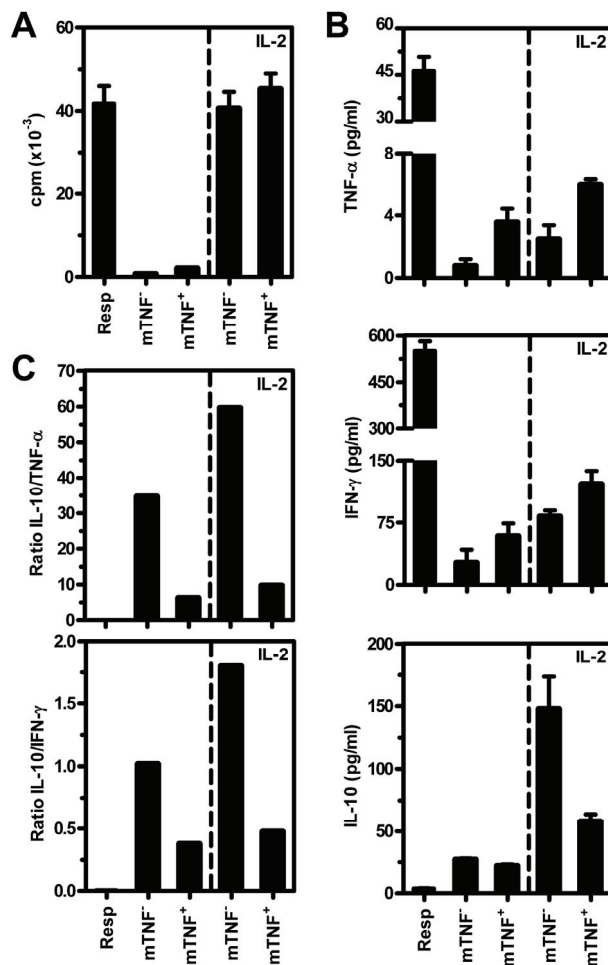 A
IL-2
cpm (x10⁻³)
60
40
20
0
Resp
mTNF⁻
mTNF⁺
mTNF⁻
mTNF⁺
B
IL-2
TNF-α (pg/ml)
60
45
30
8
4
0
IL-2
IFN-γ (pg/ml)
600
450
300
150
75
0
IL-2
IL-10 (pg/ml)
200
150
100
50
0
Resp
mTNF⁻
mTNF⁺
mTNF⁻
mTNF⁺
C
IL-2
Ratio IL-10/TNF-α
70
60
50
40
30
20
10
0
IL-2
Ratio IL-10/IFN-γ
2.0
1.5
1.0
0.5
0.0
Resp
mTNF⁻
mTNF⁺
mTNF⁻
mTNF⁺